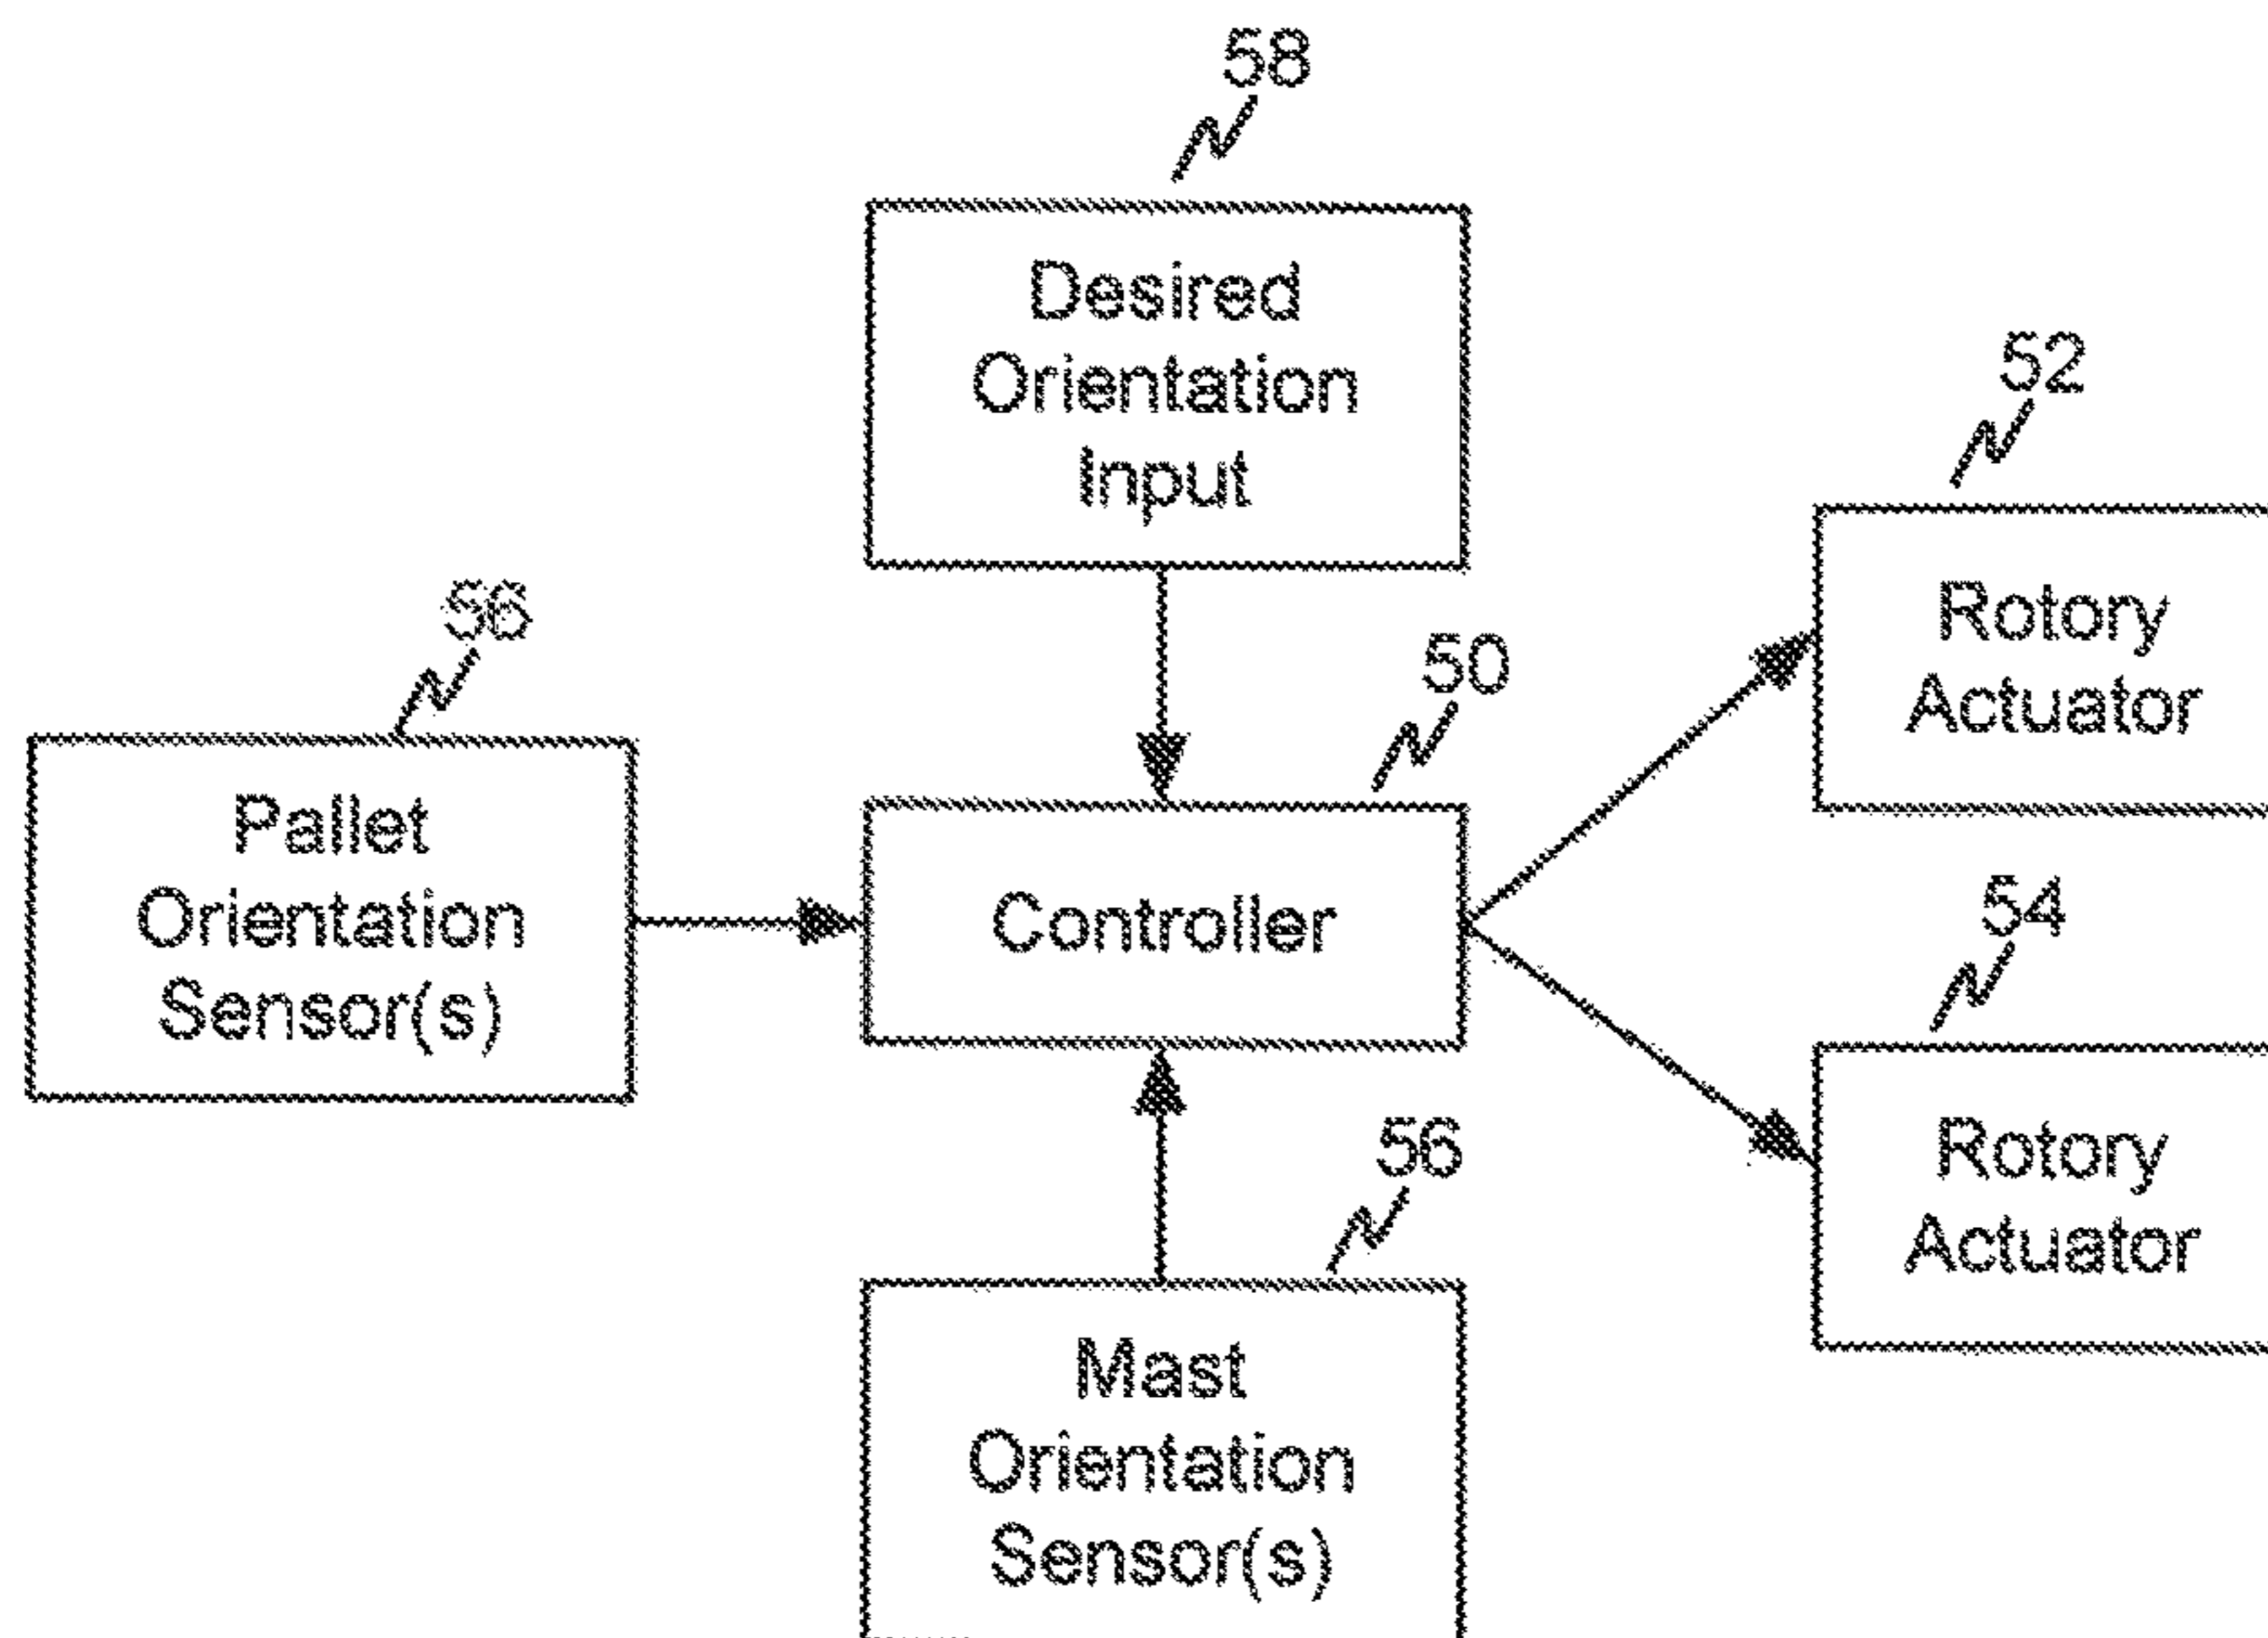 58
Desired
Orientation
Input
52
Rotory
Actuator
56
Pallet
Orientation
Sensor(s)
50
Controller
54
Rotory
Actuator
56
Mast
Orientation
Sensor(s)